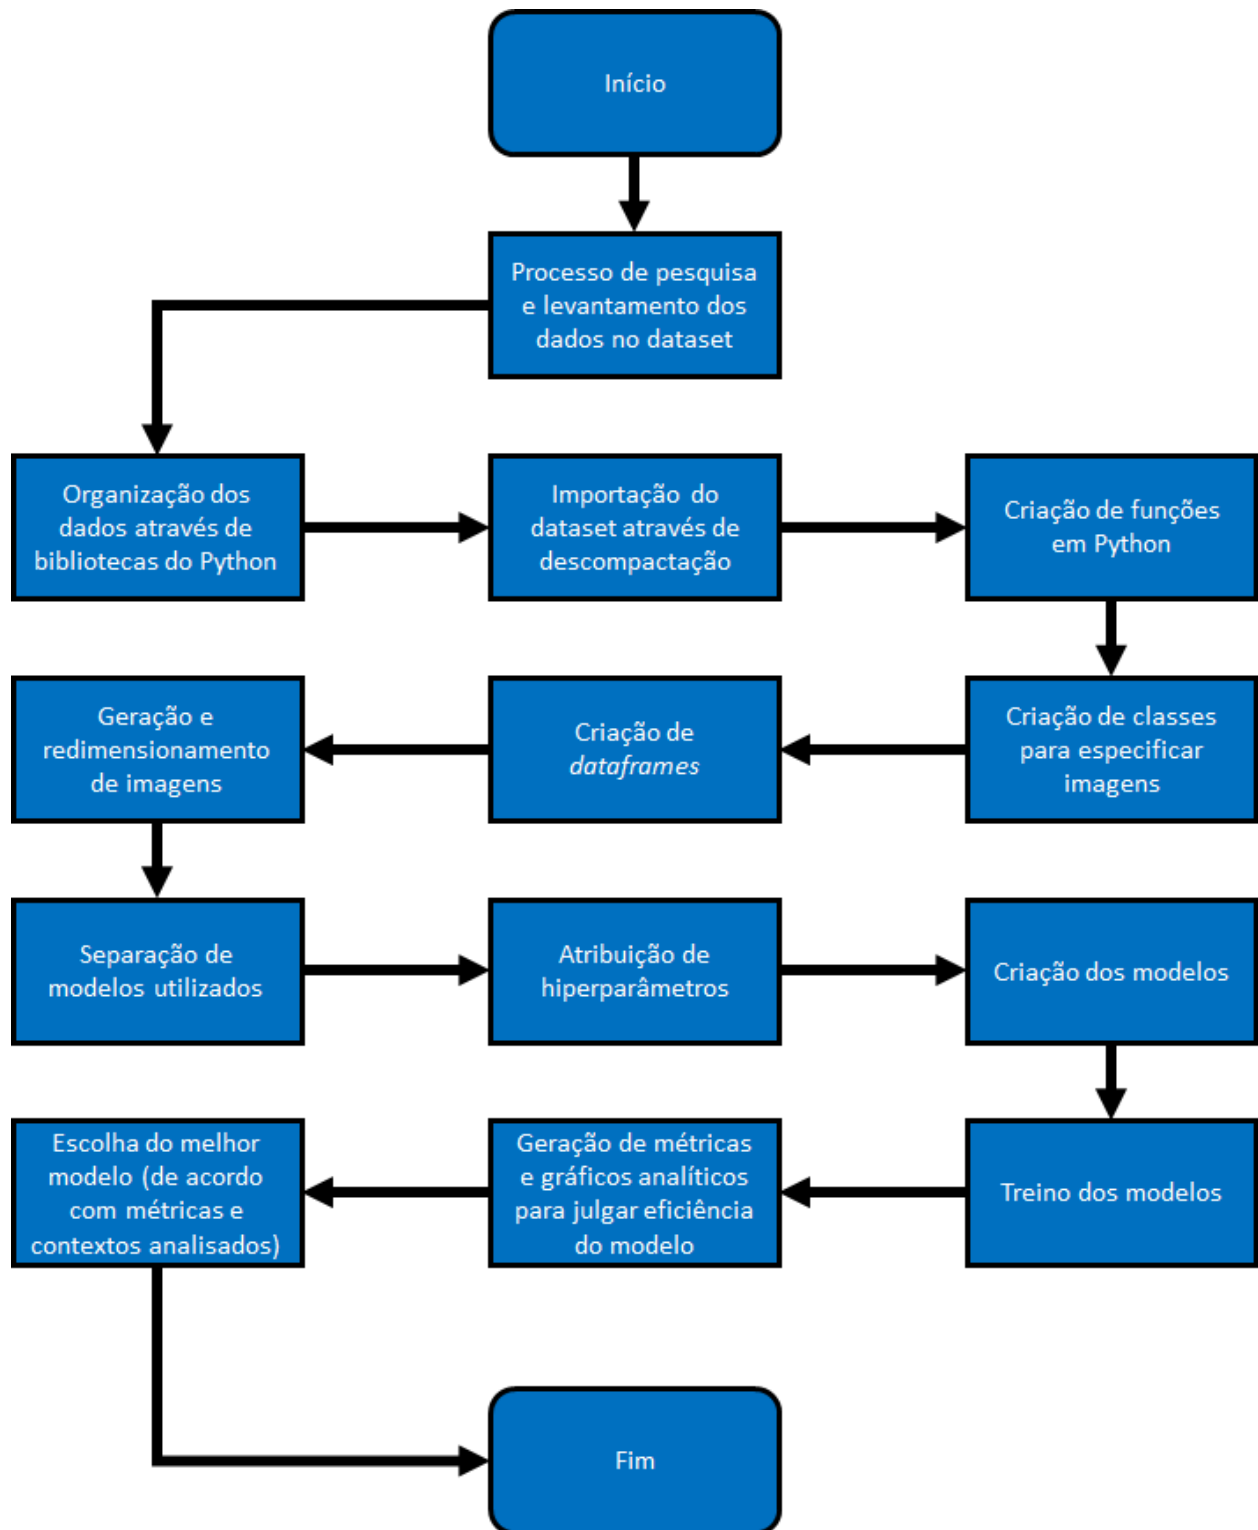 Início
Processo de pesquisa
e levantamento dos
dados no dataset
Organização dos
dados através de
bibliotecas do Python
Importação do
dataset através de
descompactação
Criação de funções
em Python
Criação de classes
para especificar
imagens
Criação de
dataframes
Geração e
redimensionamento
de imagens
Separação de
modelos utilizados
Atribuição de
hiperparâmetros
Criação dos modelos
Treino dos modelos
Geração de métricas
e gráficos analíticos
para julgar eficiência
do modelo
Escolha do melhor
modelo (de acordo
com métricas e
contextos analisados)
Fim